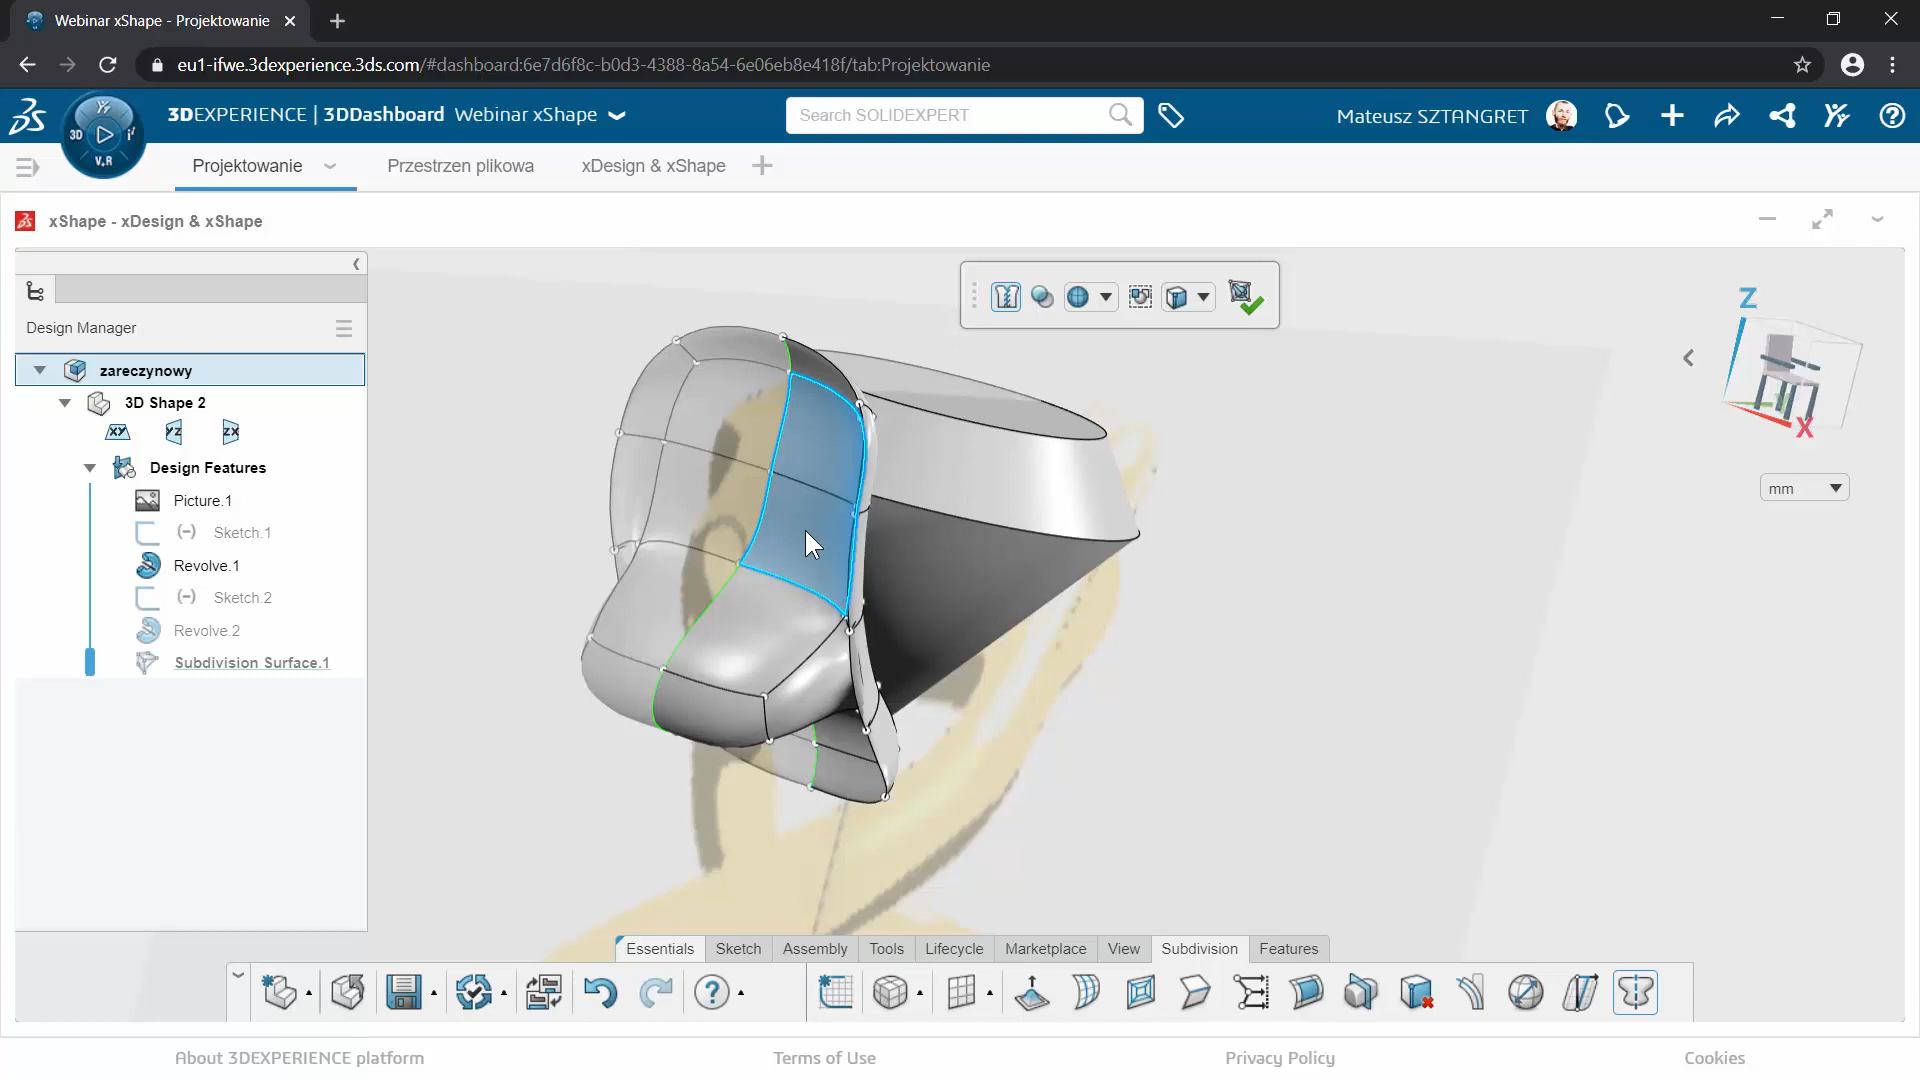 Webinar xShape - Projektowanie
eu1-ifwe.3dexperience.3ds.com/#dashboard:6e7d6f8c-b0d3-4388-8a54-6e06eb8e418f/tab:Projektowanie
3D
V.R
3DEXPERIENCE | 3DDashboard Webinar xShape
Search SOLIDEXPERT
Mateusz SZTANGRET
Projektowanie
Przestrzen plikowa
xDesign & xShape
xShape - xDesign & xShape
Design Manager
zareczynowy
3D Shape 2
XY
YZ
ZX
Design Features
Picture.1
(-) Sketch.1
Revolve.1
(-) Sketch.2
Revolve.2
Subdivision Surface.1
Z
X
mm
Essentials
Sketch
Assembly
Tools
Lifecycle
Marketplace
View
Subdivision
Features
About 3DEXPERIENCE platform
Terms of Use
Privacy Policy
Cookies